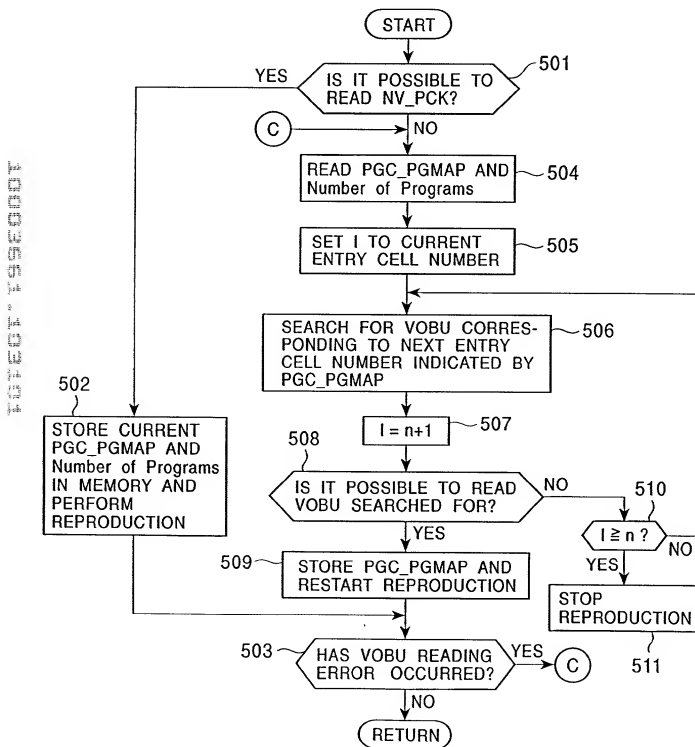 START
YES
IS IT POSSIBLE TO
READ NV_PCK?
501
C
NO
READ PGC_PGMAP AND
Number of Programs
504
SET I TO CURRENT
ENTRY CELL NUMBER
505
SEARCH FOR VOBU CORRES-
PONDING TO NEXT ENTRY
CELL NUMBER INDICATED BY
PGC_PGMAP
506
502
STORE CURRENT
PGC_PGMAP AND
Number of Programs
IN MEMORY AND
PERFORM
REPRODUCTION
I = n+1
507
508
IS IT POSSIBLE TO READ
VOBU SEARCHED FOR?
NO
510
I ≧ n ?
NO
YES
YES
509
STORE PGC_PGMAP AND
RESTART REPRODUCTION
STOP
REPRODUCTION
511
503
HAS VOBU READING
ERROR OCCURRED?
YES
C
NO
RETURN